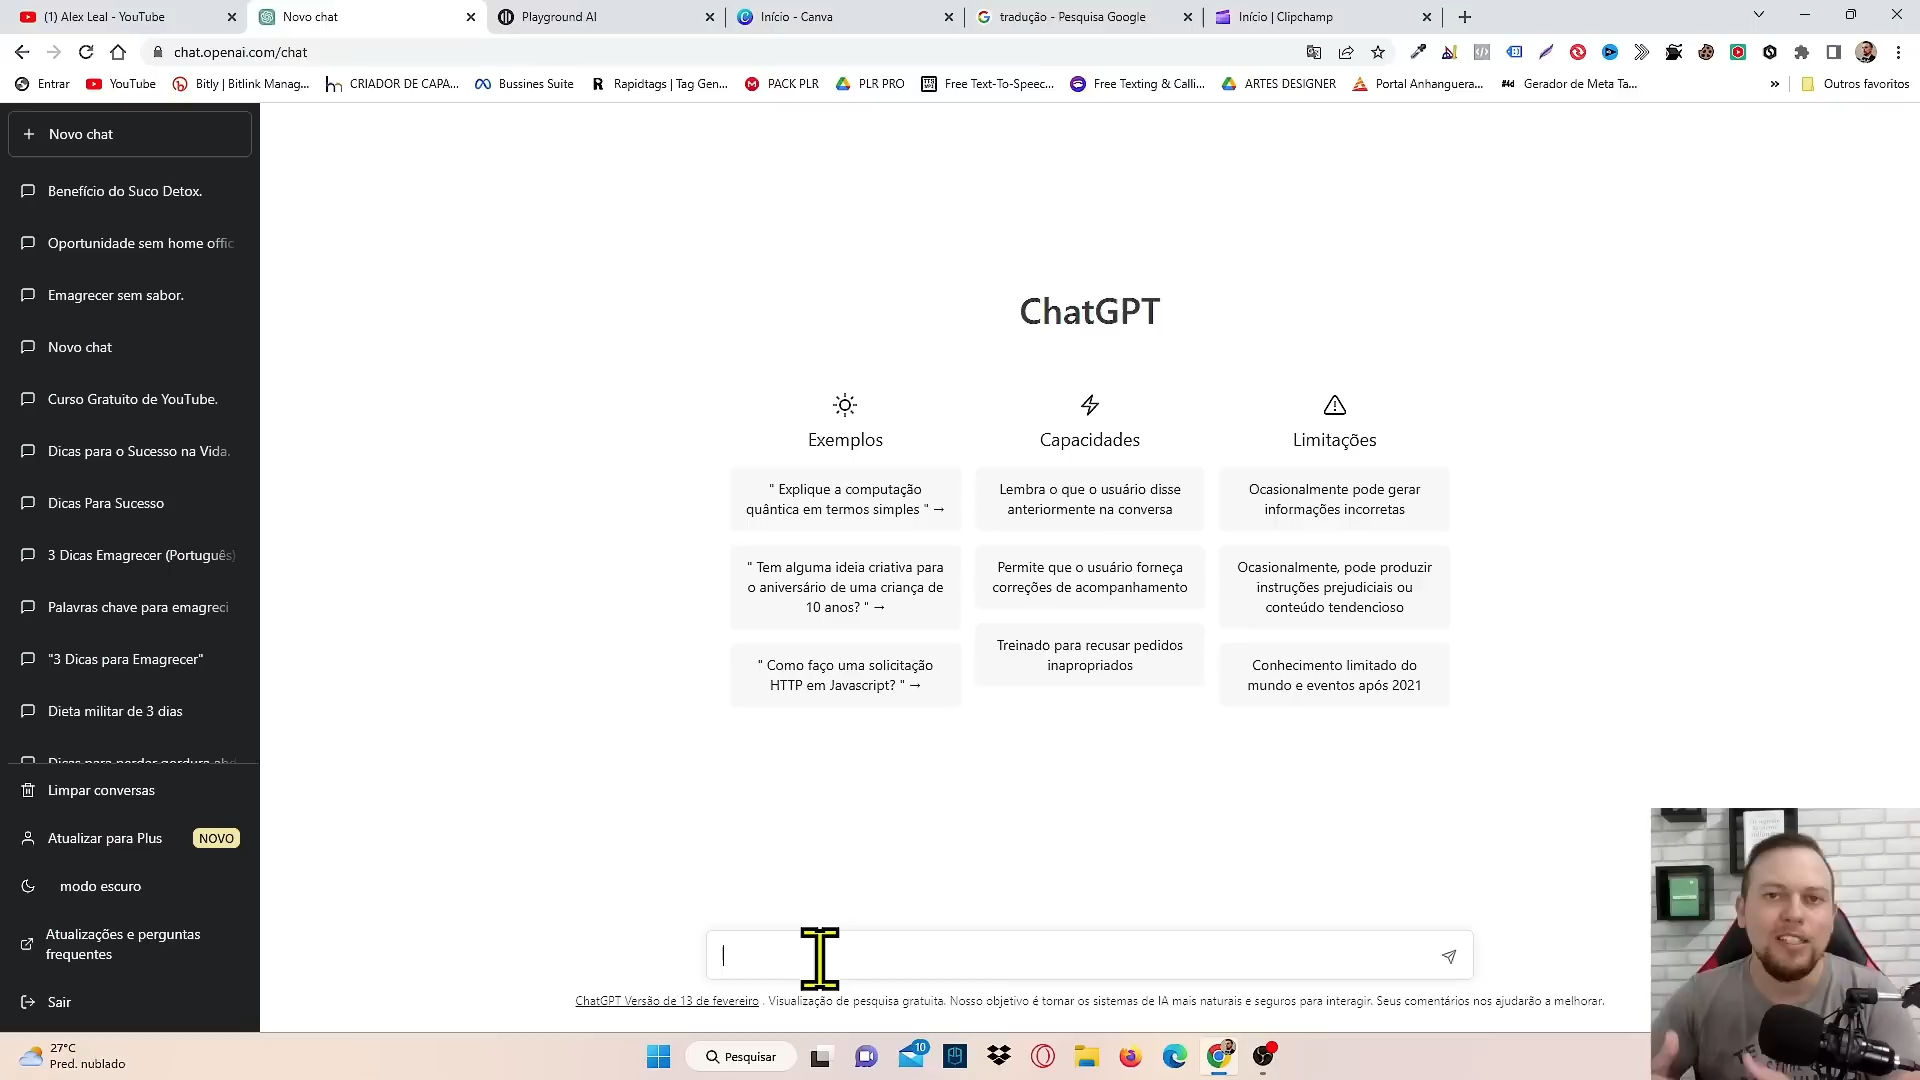 (1) Alex Leal - YouTube
Novo chat
Playground AI
Início - Canva
tradução - Pesquisa Google
Início | Clipchamp
chat.openai.com/chat
Entrar
YouTube
Bitly | Bitlink Manag...
CRIADOR DE CAPA...
Bussines Suite
Rapidtags | Tag Gen...
PACK PLR
PLR PRO
Free Text-To-Speec...
Free Texting & Calli...
ARTES DESIGNER
Portal Anhanguera...
Gerador de Meta Ta...
»
Outros favoritos
+ Novo chat
Benefício do Suco Detox.
Oportunidade sem home offic
Emagrecer sem sabor.
Novo chat
Curso Gratuito de YouTube.
Dicas para o Sucesso na Vida.
Dicas Para Sucesso
3 Dicas Emagrecer (Português)
Palavras chave para emagreci
"3 Dicas para Emagrecer"
Dieta militar de 3 dias
Dicas para perder gordura abd
Limpar conversas
Atualizar para Plus NOVO
modo escuro
Atualizações e perguntas
frequentes
Sair
ChatGPT
Exemplos
" Explique a computação
quântica em termos simples " →
" Tem alguma ideia criativa para
o aniversário de uma criança de
10 anos? " →
" Como faço uma solicitação
HTTP em Javascript? " →
Capacidades
Lembra o que o usuário disse
anteriormente na conversa
Permite que o usuário forneça
correções de acompanhamento
Treinado para recusar pedidos
inapropriados
Limitações
Ocasionalmente pode gerar
informações incorretas
Ocasionalmente, pode produzir
instruções prejudiciais ou
conteúdo tendencioso
Conhecimento limitado do
mundo e eventos após 2021
ChatGPT Versão de 13 de fevereiro . Visualização de pesquisa gratuita. Nosso objetivo é tornar os sistemas de IA mais naturais e seguros para interagir. Seus comentários nos ajudarão a melhorar.
27°C
Pred. nublado
Pesquisar
10